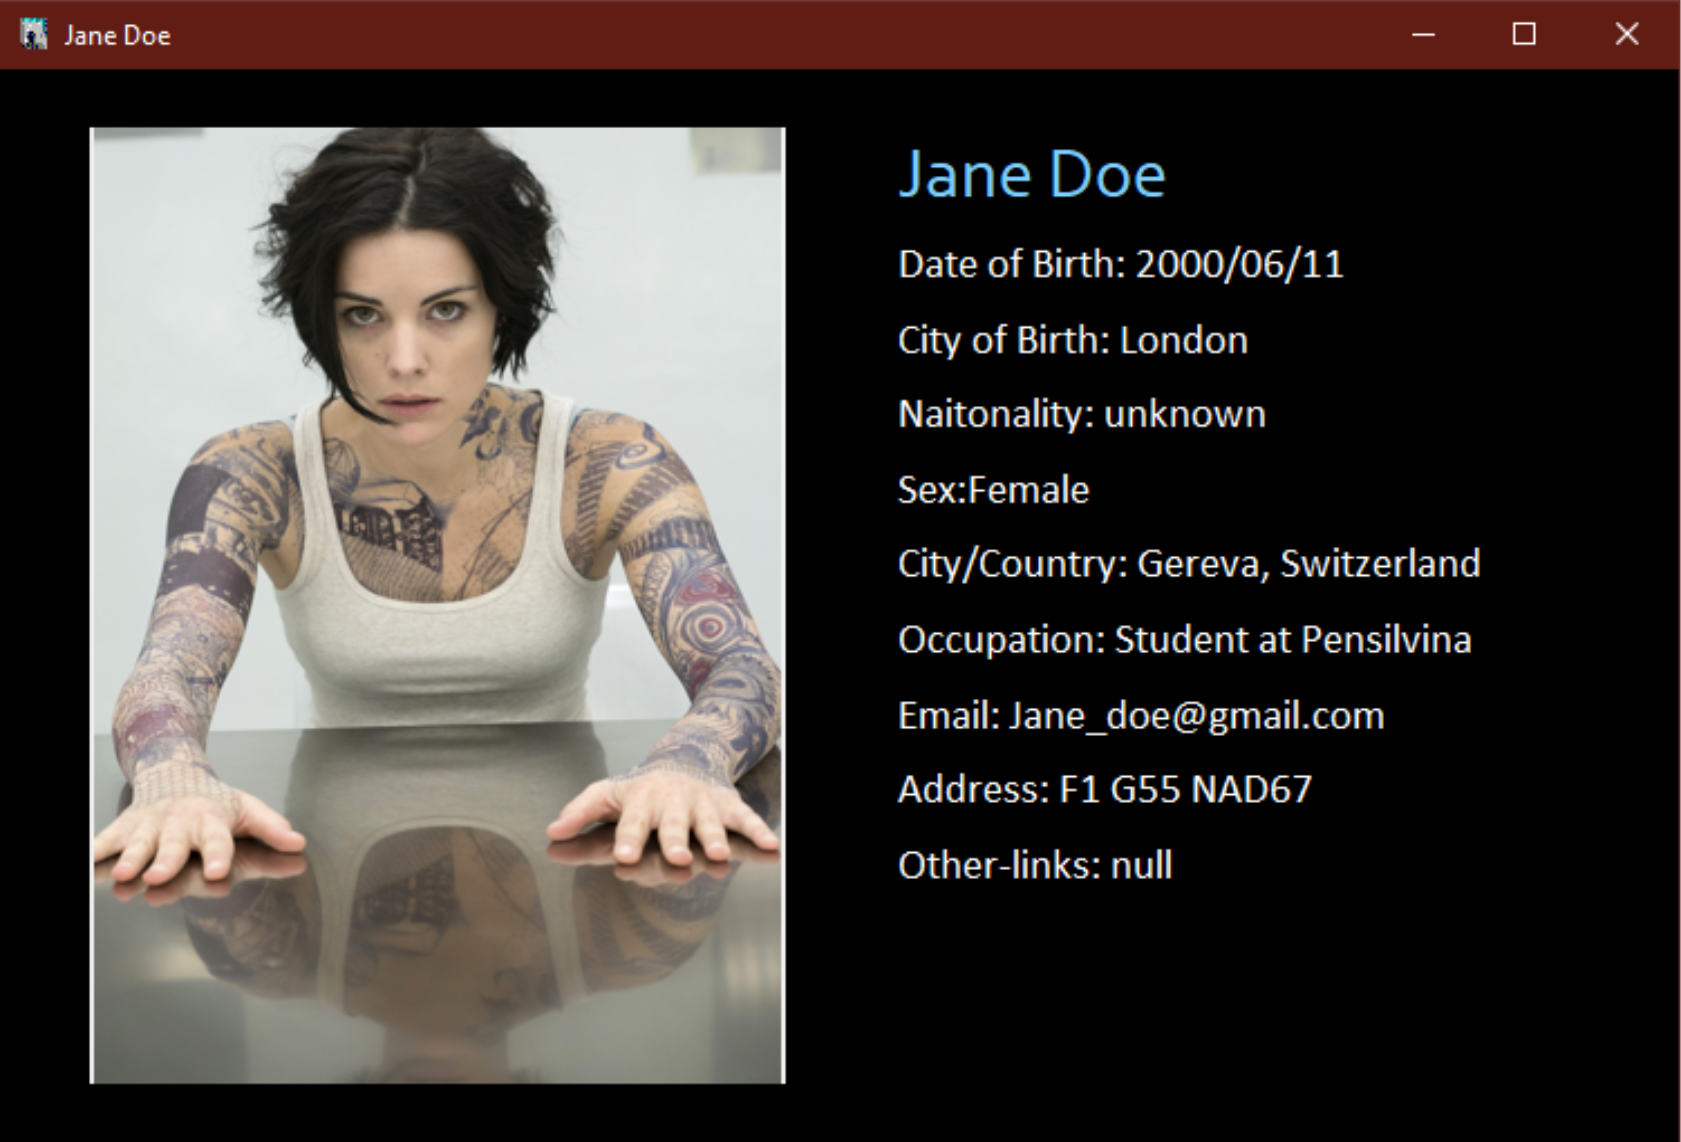 Jane Doe
Jane Doe
Date of Birth: 2000/06/11
City of Birth: London
Naitonality: unknown
Sex:Female
City/Country: Gereva, Switzerland
Occupation: Student at Pensilvina
Email: Jane_doe@gmail.com
Address: F1 G55 NAD67
Other-links: null